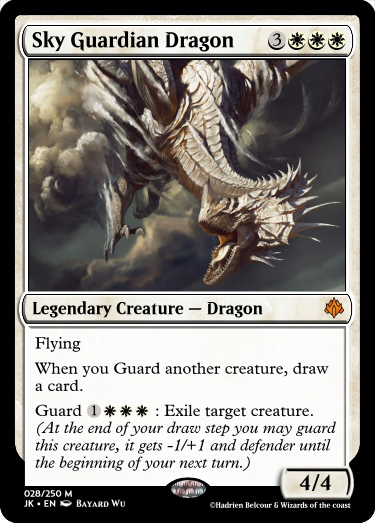 Sky Guardian Dragon 3
Legendary Creature — Dragon
Flying
When you Guard another creature, draw
a card.
Guard 1 : Exile target creature.
(At the end of your draw step you may guard
this creature, it gets -1/+1 and defender until
the beginning of your next turn.)
4/4
028/250 M
JK • EN Bayard Wu
©Hadrien Belcour & Wizards of the coast